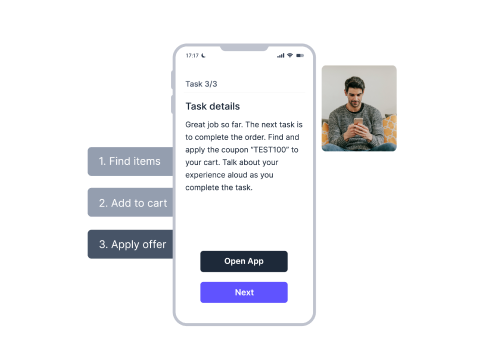 17:17
Task 3/3
Task details
Great job so far. The next task is
to complete the order. Find and
apply the coupon “TEST100” to
your cart. Talk about your
experience aloud as you
complete the task.
1. Find items
2. Add to cart
3. Apply offer
Open App
Next